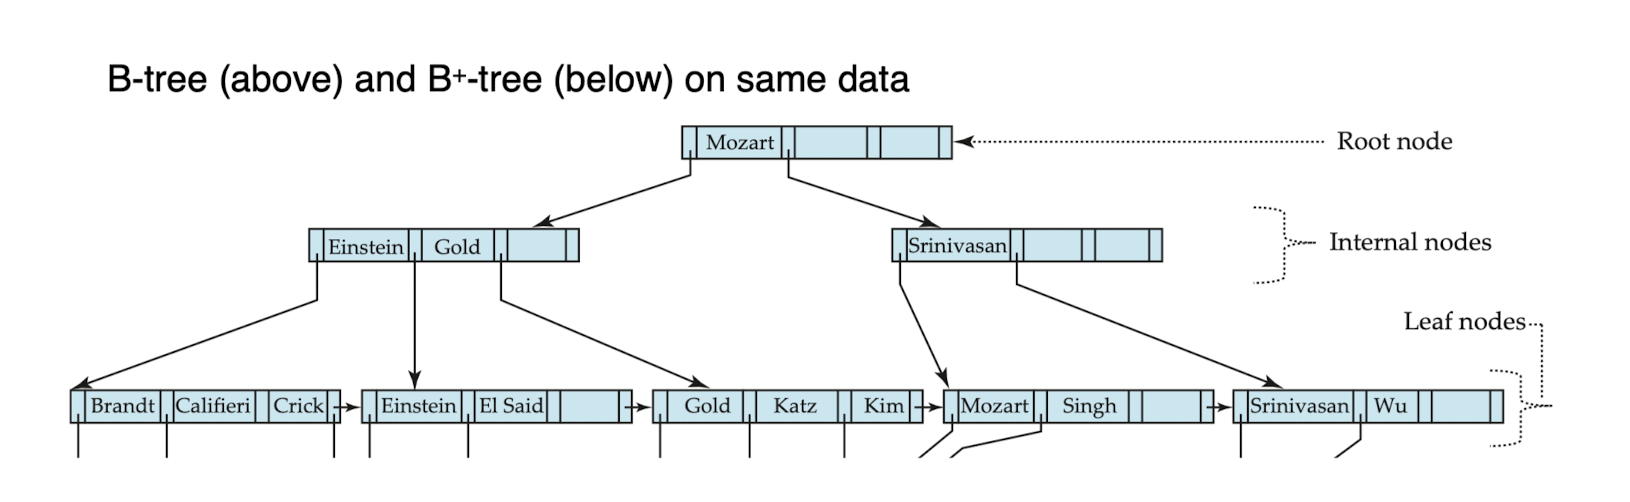 B-tree (above) and B+-tree (below) on same data
Mozart
Root node
Einstein Gold
Srinivasan
Internal nodes
Leaf nodes
Brandt Califieri Crick Einstein El Said Gold Katz Kim Mozart Singh Srinivasan Wu